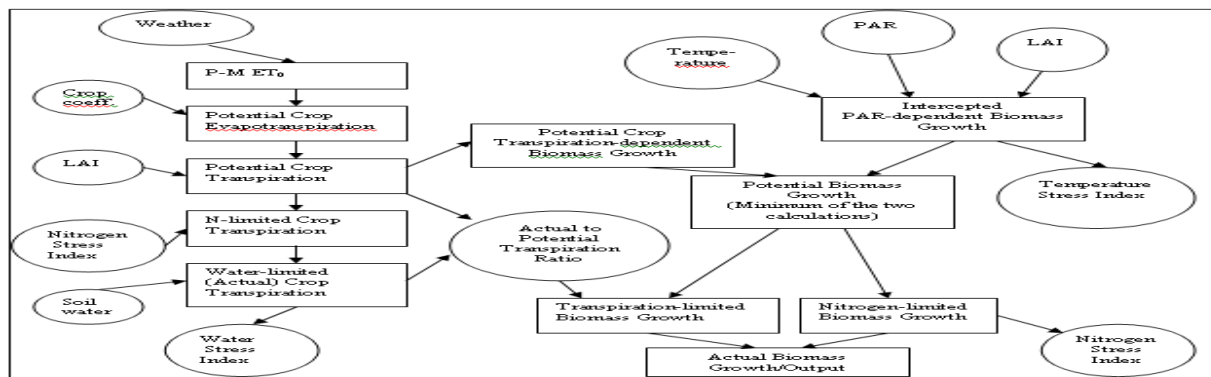 Weather
P-M ET₀
Crop
coeff.
Potential Crop
Evapotranspiration
LAI
Potential Crop
Transpiration
N-limited Crop
Transpiration
Nitrogen
Stress
Index
Water-limited
(Actual) Crop
Transpiration
Soil
water
Water
Stress
Index
Potential Crop
Transpiration-dependent
Biomass Growth
Actual to
Potential
Transpiration
Ratio
Tempe-
rature
PAR
LAI
Intercepted
PAR-dependent Biomass
Growth
Potential Biomass
Growth
(Minimum of the two
calculations)
Temperature
Stress Index
Transpiration-limited
Biomass Growth
Nitrogen-limited
Biomass Growth
Actual Biomass
Growth/Output
Nitrogen
Stress
Index